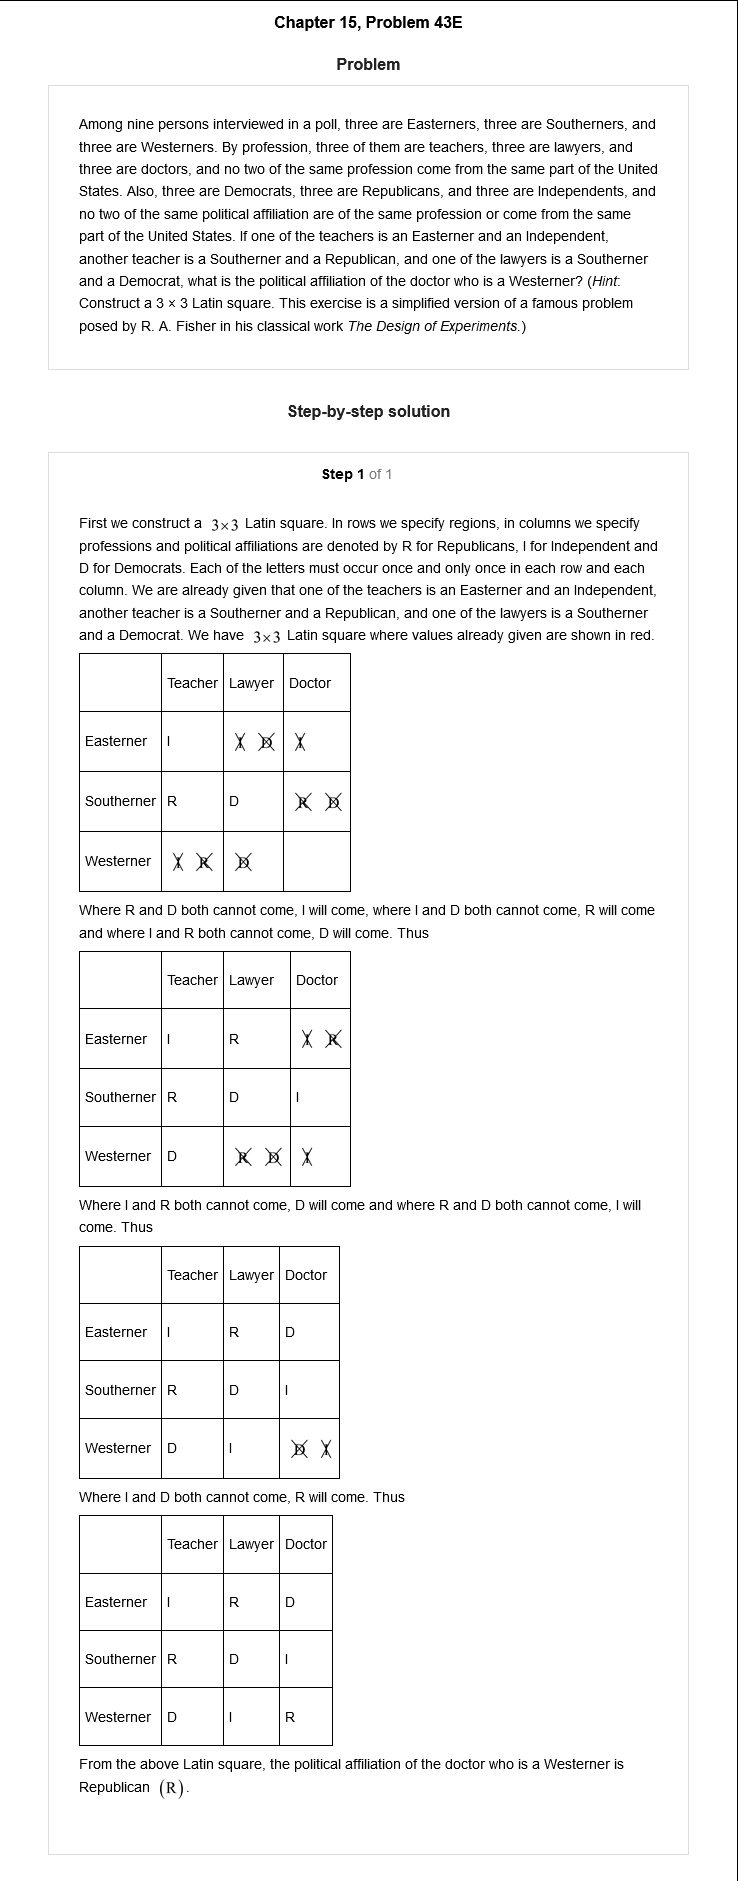 Chapter 15, Problem 43E
Problem
Among nine persons interviewed in a poll, three are Easterners, three are Southerners, and
three are Westerners. By profession, three of them are teachers, three are lawyers, and
three are doctors, and no two of the same profession come from the same part of the United
States. Also, three are Democrats, three are Republicans, and three are Independents, and
no two of the same political affiliation are of the same profession or come from the same
part of the United States. If one of the teachers is an Easterner and an Independent,
another teacher is a Southerner and a Republican, and one of the lawyers is a Southerner
and a Democrat, what is the political affiliation of the doctor who is a Westerner? (Hint:
Construct a 3 × 3 Latin square. This exercise is a simplified version of a famous problem
posed by R. A. Fisher in his classical work The Design of Experiments.)
Step-by-step solution
Step 1 of 1
First we construct a 3×3 Latin square. In rows we specify regions, in columns we specify
professions and political affiliations are denoted by R for Republicans, I for Independent and
D for Democrats. Each of the letters must occur once and only once in each row and each
column. We are already given that one of the teachers is an Easterner and an Independent,
another teacher is a Southerner and a Republican, and one of the lawyers is a Southerner
and a Democrat. We have 3×3 Latin square where values already given are shown in red.
Teacher Lawyer Doctor
Easterner I I D I
Southerner R D R D
Westerner I R D
Where R and D both cannot come, I will come, where I and D both cannot come, R will come
and where I and R both cannot come, D will come. Thus
Teacher Lawyer Doctor
Easterner I R I R
Southerner R D I
Westerner D R D I
Where I and R both cannot come, D will come and where R and D both cannot come, I will
come. Thus
Teacher Lawyer Doctor
Easterner I R D
Southerner R D I
Westerner D I D I
Where I and D both cannot come, R will come. Thus
Teacher Lawyer Doctor
Easterner I R D
Southerner R D I
Westerner D I R
From the above Latin square, the political affiliation of the doctor who is a Westerner is
Republican (R).